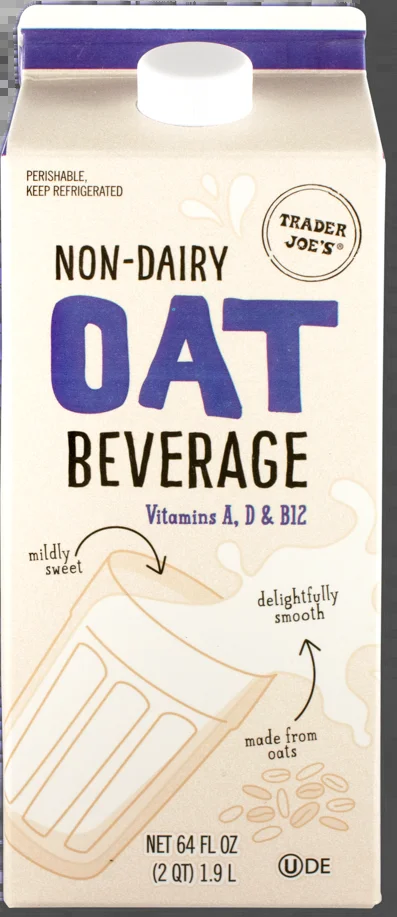 PERISHABLE,
KEEP REFRIGERATED
TRADER
JOE'S®
NON-DAIRY
OAT
BEVERAGE
Vitamins A, D & B12
mildly
sweet
delightfully
smooth
made from
oats
NET 64 FL OZ
(2 QT) 1.9 L
U DE